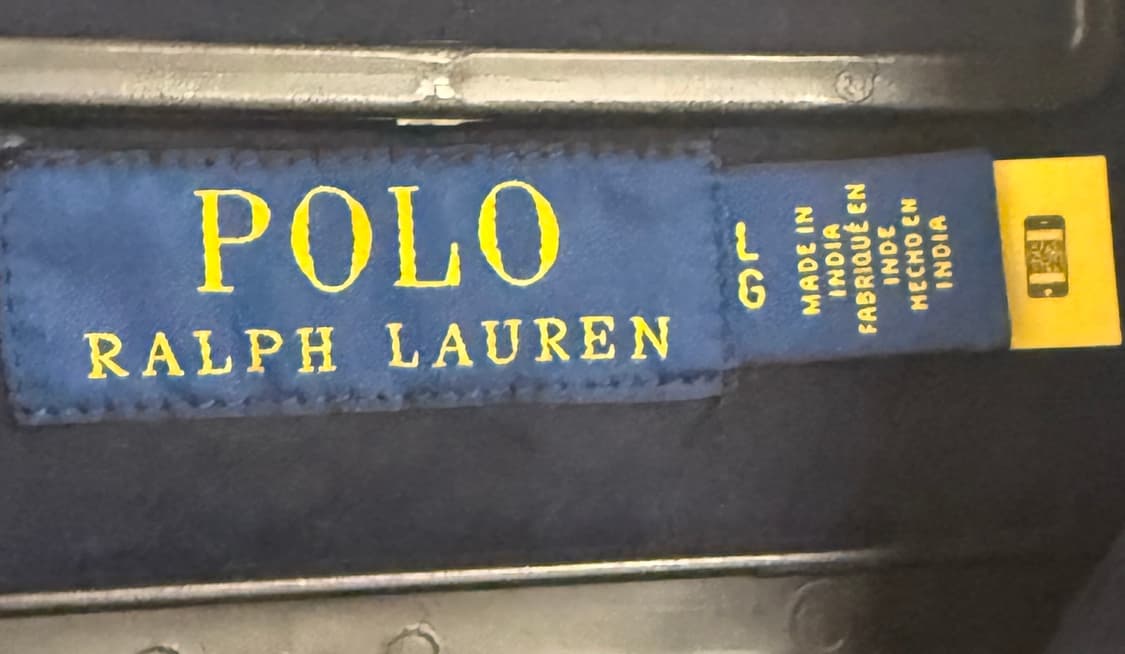 POLO
RALPH LAUREN
L
G
MADE IN
INDIA
FABRIQUÉ EN
INDE
HECHO EN
INDIA